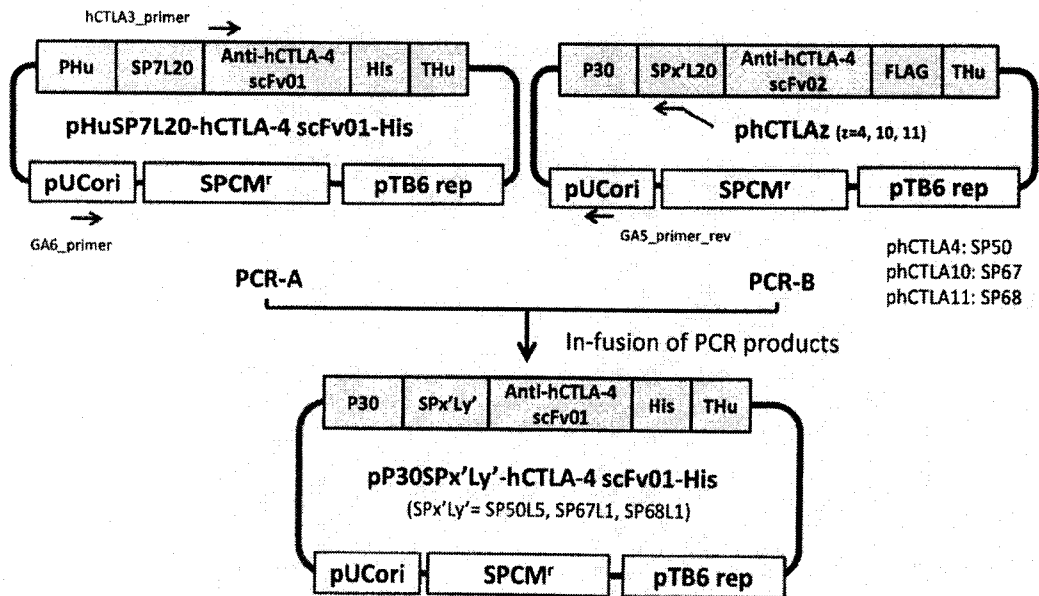 hCTLA3_primer
PHu
SP7L20
Anti-hCTLA-4
scFv01
His
THu
pHuSP7L20-hCTLA-4 scFv01-His
pUCori
SPCMʳ
pTB6 rep
GA6_primer
P30
SPx'L20
Anti-hCTLA-4
scFv02
FLAG
THu
phCTLAz (z=4, 10, 11)
pUCori
SPCMʳ
pTB6 rep
GA5_primer_rev
phCTLA4: SP50
phCTLA10: SP67
phCTLA11: SP68
PCR-A
PCR-B
In-fusion of PCR products
P30
SPx'Ly'
Anti-hCTLA-4
scFv01
His
THu
pP30SPx'Ly'-hCTLA-4 scFv01-His
(SPx'Ly'= SP50L5, SP67L1, SP68L1)
pUCori
SPCMʳ
pTB6 rep